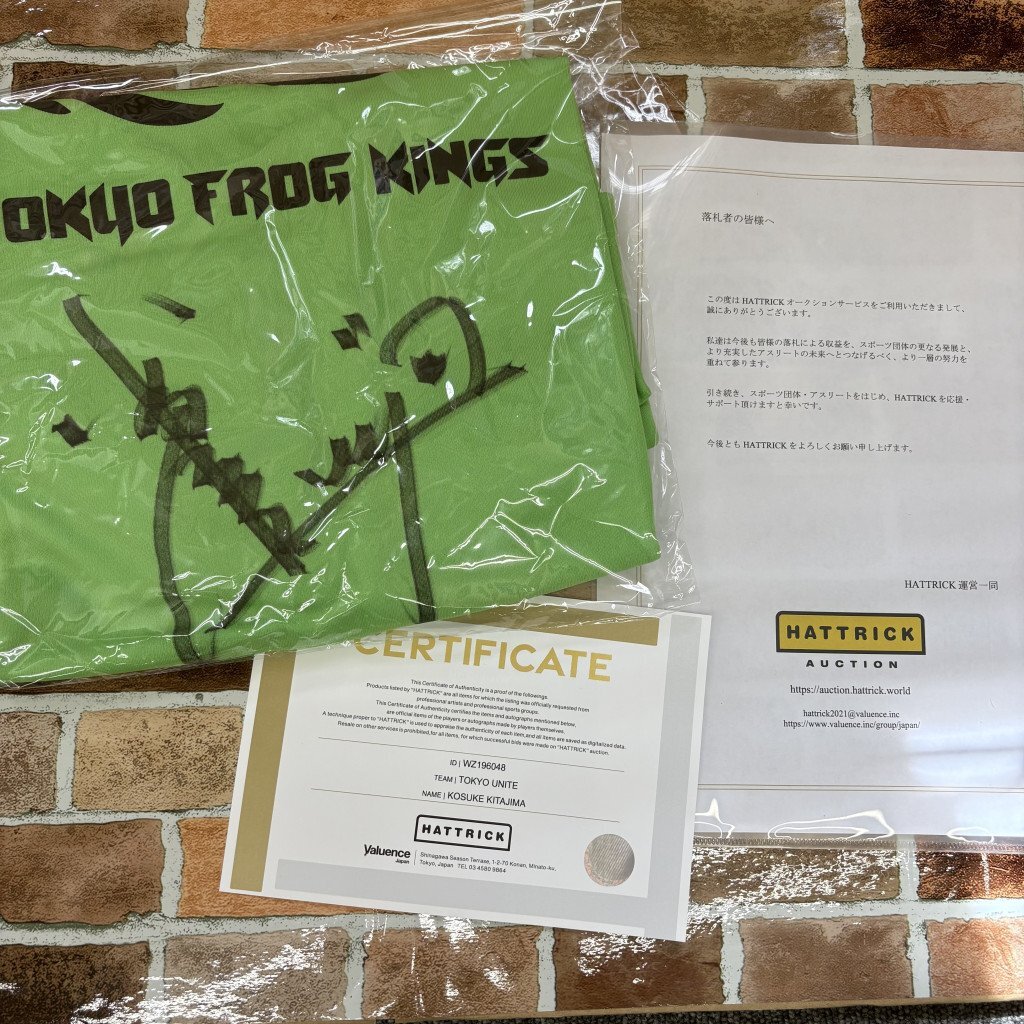 OKYO FROG KINGS
落札者の皆様へ
この度は HATTRICK オークションサービスをご利用いただきまして、
誠にありがとうございます。
私達は今後も皆様の落札による収益を、スポーツ団体の更なる発展と、
より充実したアスリートの未来へとつなげるべく、より一層の努力を
重ねて参ります。
引き続き、スポーツ団体・アスリートをはじめ、HATTRICK を応援・
サポート頂けますと幸いです。
今後とも HATTRICK をよろしくお願い申し上げます。
HATTRICK 運営一同
HATTRICK
AUCTION
https://auction.hattrick.world
hattrick2021@valuence.inc
https://www.valuence.inc/group/japan/
CERTIFICATE
This Certificate of Authenticity is a proof of the followings.
Products listed by "HATTRICK" are all items for which the listing was officially requested from
professional artists and professional sports groups.
This Certificate of Authenticity certifies the items and autographs mentioned below,
are official items of the players or autographs made by players themselves.
A technique proper to "HATTRICK" is used to appraise the authenticity of each item, and all items are saved as digitalized data.
Resale on other services is prohibited, for all items, for which successful bids were made on "HATTRICK" auction.
ID | WZ196048
TEAM | TOKYO UNITE
NAME | KOSUKE KITAJIMA
HATTRICK
Valuence
Japan
Shinagawa Season Terrase, 1-2-70 Konan, Minato-ku,
Tokyo, Japan TEL 03 4580 9864